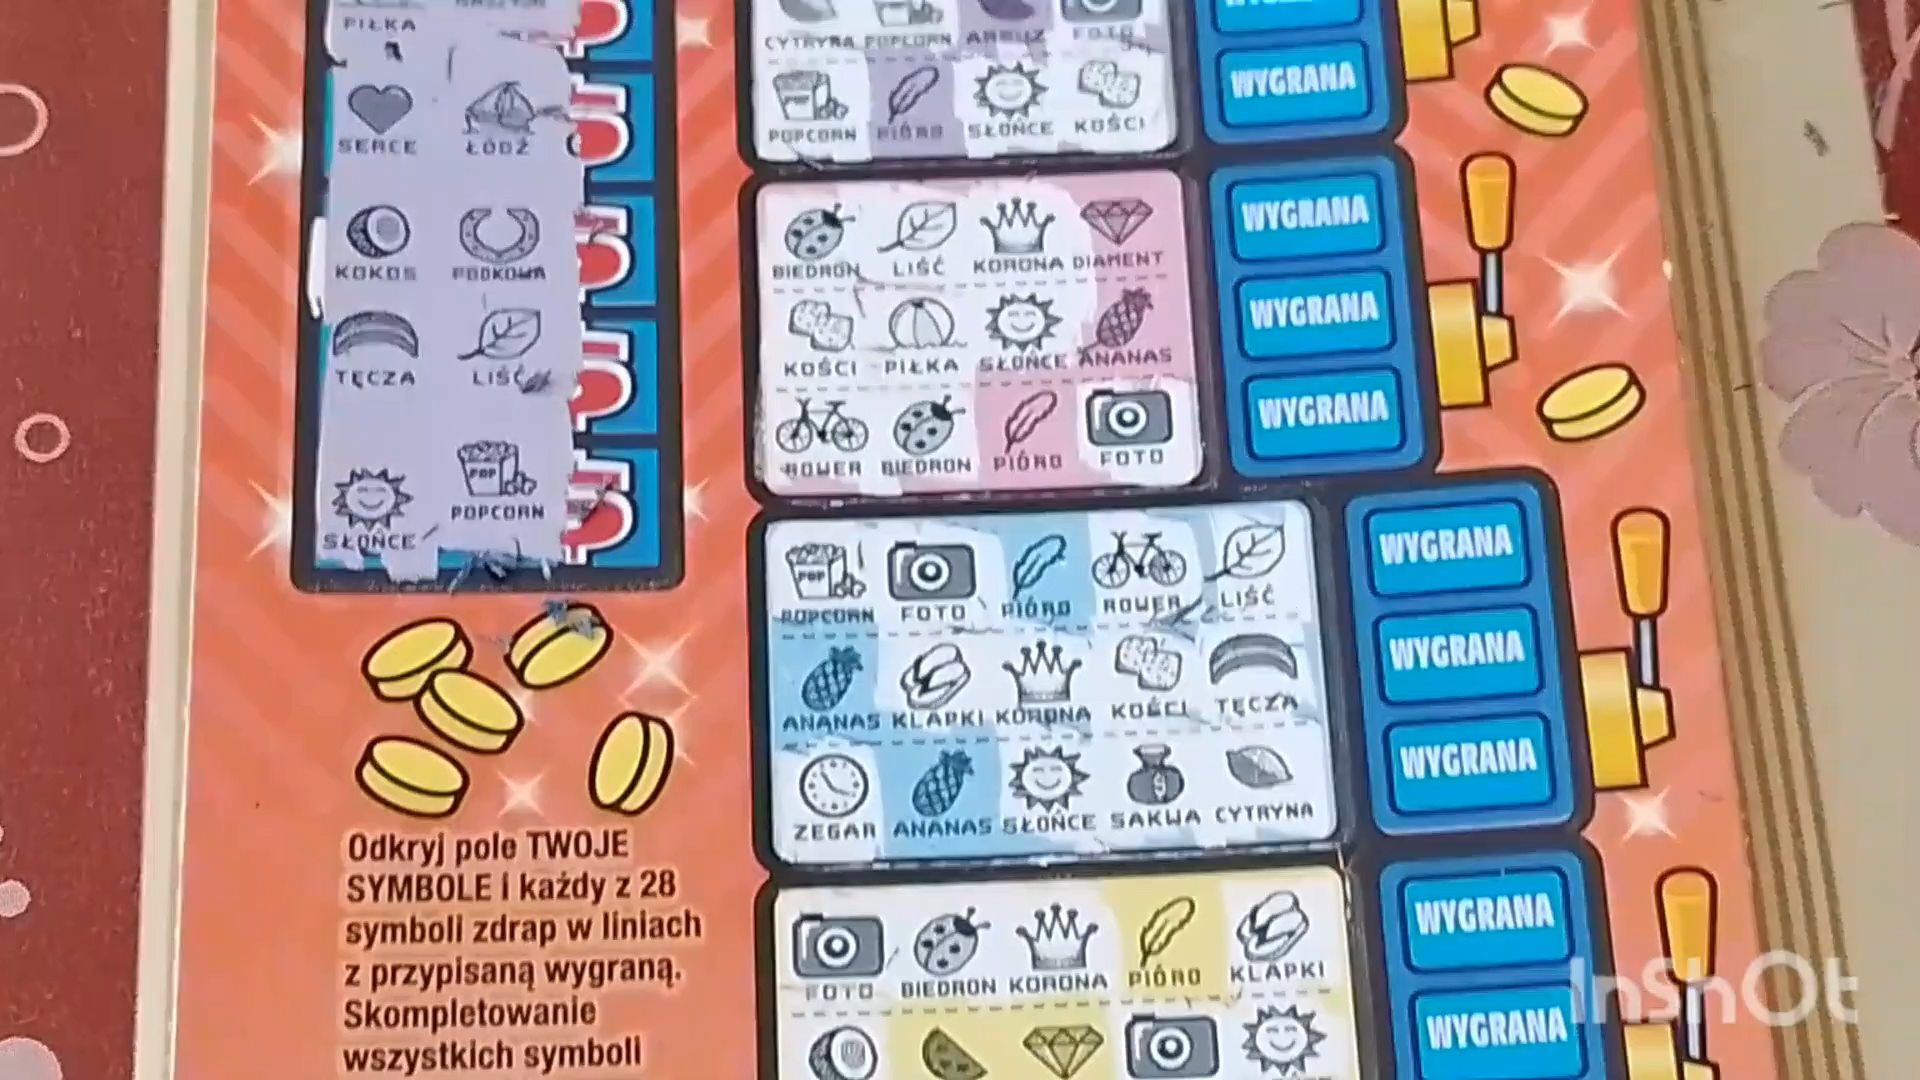 PIŁKA
SERCE ŁÓDŹ
KOKOS PODKOWA
TĘCZA LIŚĆ
SŁOŃCE POPCORN
Odkryj pole TWOJE
SYMBOLE i każdy z 28
symboli zdrap w liniach
z przypisaną wygraną.
Skompletowanie
wszystkich symboli
CYTRYNA POPCORN ARBUZ FOTO
POPCORN PIÓRO SŁOŃCE KOŚCI
WYGRANA
BIEDRON LIŚĆ KORONA DIAMENT
WYGRANA
KOŚCI PIŁKA SŁOŃCE ANANAS
WYGRANA
ROWER BIEDRON PIÓRO FOTO
WYGRANA
POPCORN FOTO PIÓRO ROWER LIŚĆ
WYGRANA
ANANAS KLAPKI KORONA KOŚCI TĘCZA
WYGRANA
ZEGAR ANANAS SŁOŃCE SAKWA CYTRYNA
WYGRANA
FOTO BIEDRON KORONA PIÓRO KLAPKI
WYGRANA
WYGRANA
InShOt